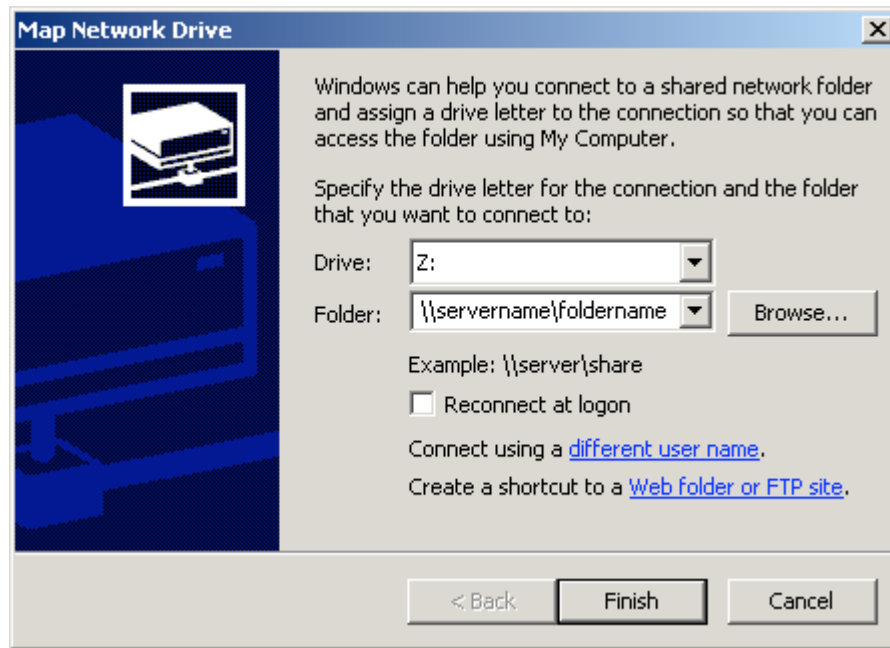 Map Network Drive
Windows can help you connect to a shared network folder
and assign a drive letter to the connection so that you can
access the folder using My Computer.
Specify the drive letter for the connection and the folder
that you want to connect to:
Drive: Z:
Folder: \\servername\foldername Browse...
Example: \\server\share
Reconnect at logon
Connect using a different user name.
Create a shortcut to a Web folder or FTP site.
< Back Finish Cancel